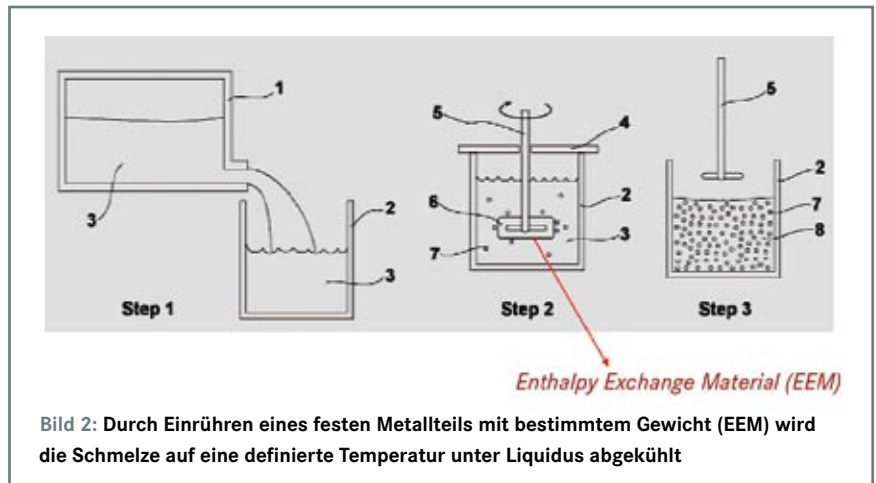 1
3
2
3
Step 1
5
4
2
6
3
7
Step 2
5
2
7
8
Step 3
Enthalpy Exchange Material (EEM)
Bild 2: Durch Einrühren eines festen Metallteils mit bestimmtem Gewicht (EEM) wird
die Schmelze auf eine definierte Temperatur unter Liquidus abgekühlt